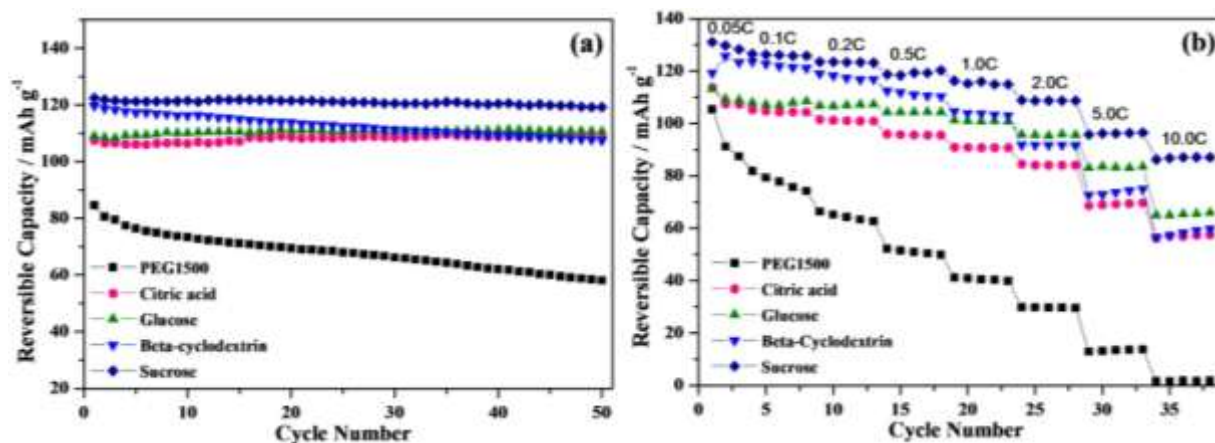 (a)
Reversible Capacity / mAh g⁻¹
140
120
100
80
60
40
20
PEG1500
Citric acid
Glucose
Beta-cyclodextrin
Sucrose
0 10 20 30 40 50
Cycle Number
(b)
Reversible Capacity / mAh g⁻¹
140
120
100
80
60
40
20
0
0.05C 0.1C 0.2C 0.5C 1.0C 2.0C 5.0C 10.0C
PEG1500
Citric acid
Glucose
Beta-Cyclodextrin
Sucrose
0 5 10 15 20 25 30 35
Cycle Number